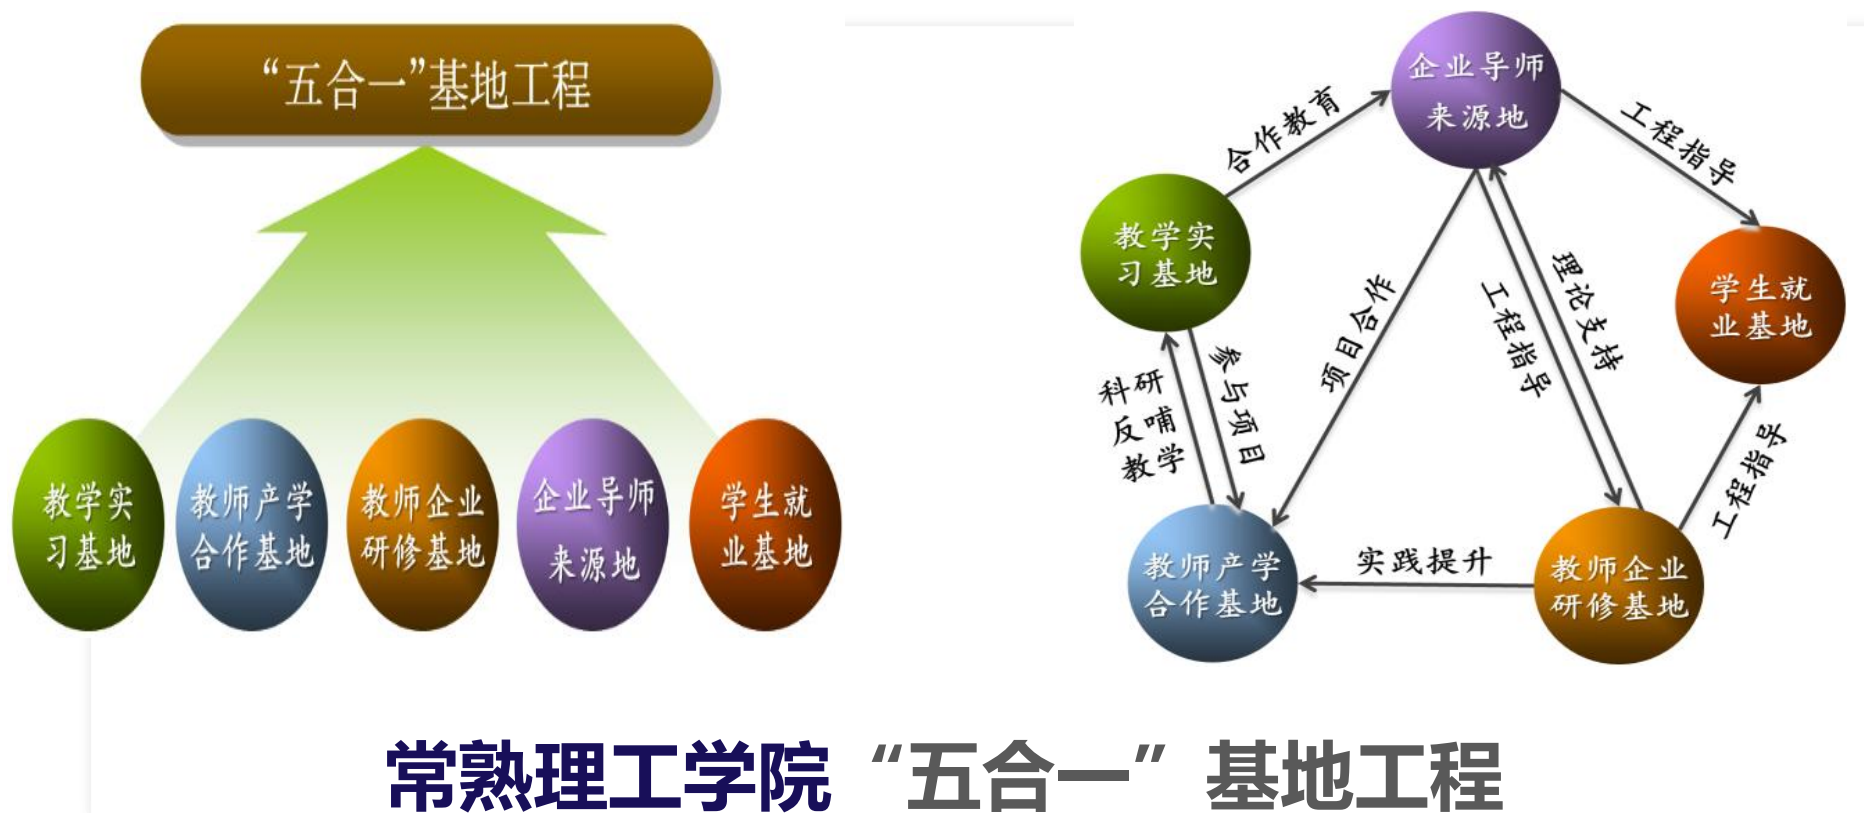 “五合一”基地工程
教学实
习基地
教师产学
合作基地
教师企业
研修基地
企业导师
来源地
学生就
业基地
企业导师
来源地
合作教育
工程指导
教学实
习基地
学生就
业基地
项目合作
工程指导
理论支持
科研
反哺
教学
参与项目
工程指导
实践提升
教师产学
合作基地
教师企业
研修基地
常熟理工学院“五合一”基地工程